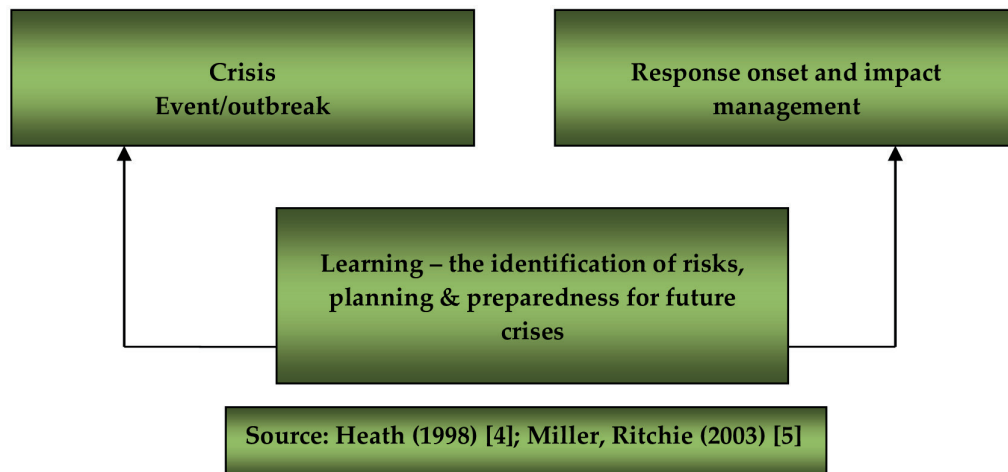 Crisis
Event/outbreak
Response onset and impact
management
Learning – the identification of risks,
planning & preparedness for future
crises
Source: Heath (1998) [4]; Miller, Ritchie (2003) [5]